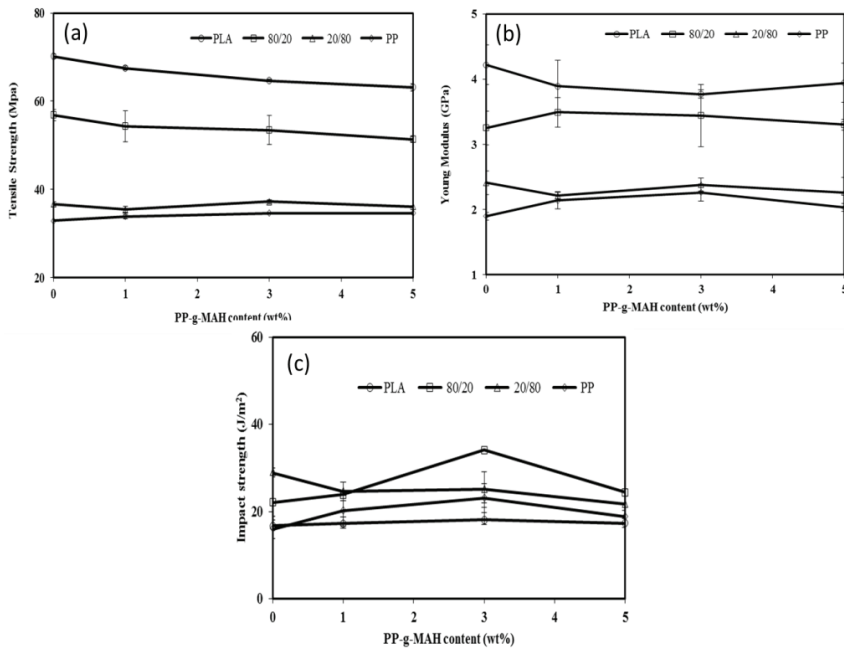 (a)
PLA 80/20 20/80 PP
Tensile Strength (Mpa)
80
60
40
20
0 1 2 3 4 5
PP-g-MAH content (wt%)
(b)
PLA 80/20 20/80 PP
Young Modulus (GPa)
5
4
3
2
1
0 1 2 3 4 5
PP-g-MAH content (wt%)
(c)
PLA 80/20 20/80 PP
Impact strength (J/m²)
60
40
20
0
0 1 2 3 4 5
PP-g-MAH content (wt%)